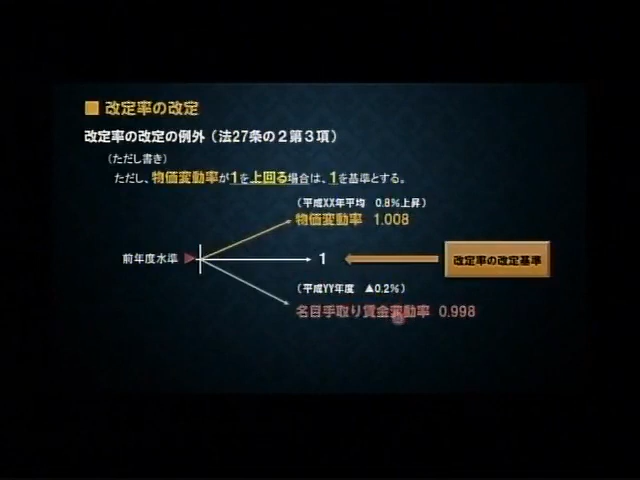 ■ 改定率の改定
改定率の改定の例外（法27条の２第３項）
（ただし書き）
ただし、物価変動率が1を上回る場合は、1を基準とする。
（平成XX年平均　0.8％上昇）
物価変動率　1.008
前年度水準
1
改定率の改定基準
（平成YY年度　▲0.2％）
名目手取り賃金変動率　0.998